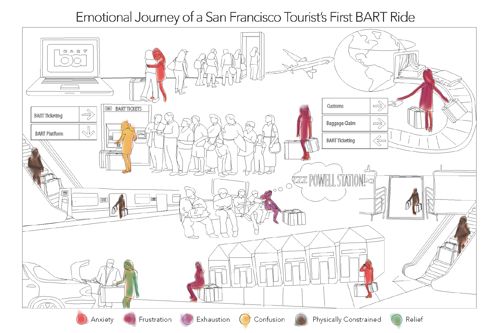 Emotional Journey of a San Francisco Tourist's First BART Ride
BART Ticketing
BART Platform
BART TICKETS
Customs
Baggage Claim
BART Ticketing
ZZZ POWELL STATION!
Anxiety
Frustration
Exhaustion
Confusion
Physically Constrained
Relief